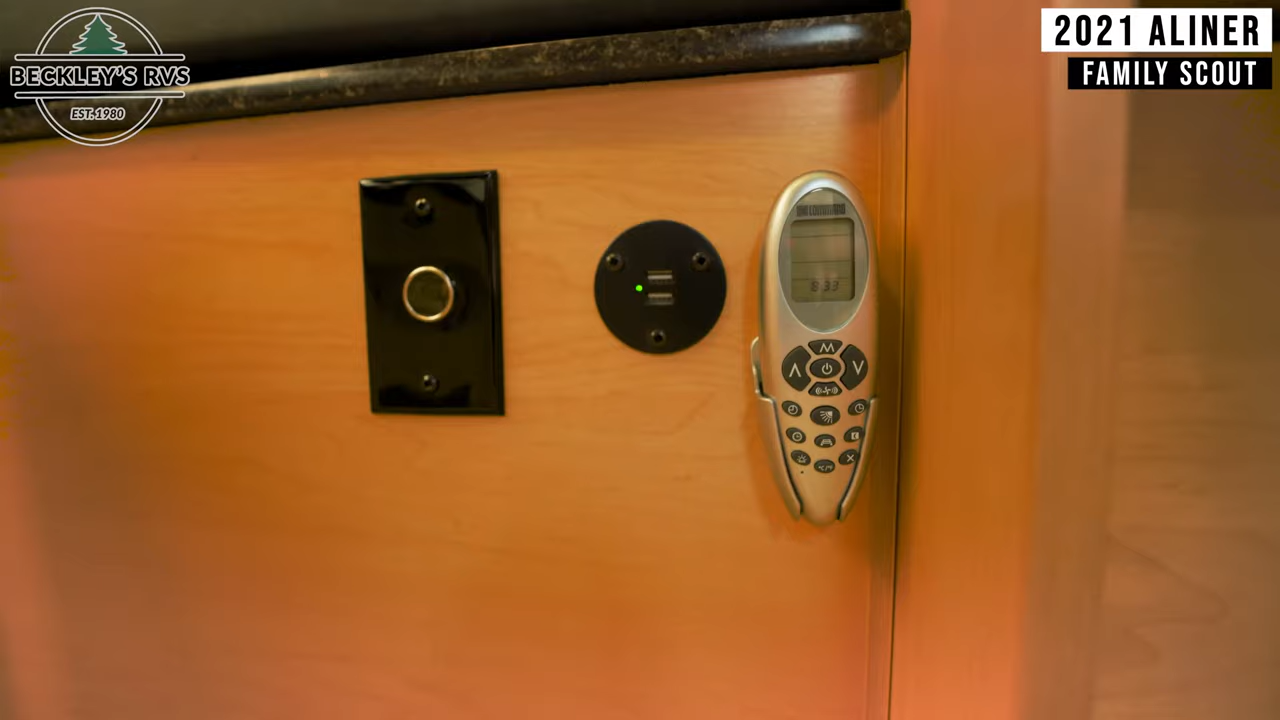 BECKLEY'S RVS
EST. 1980
2021 ALINER
FAMILY SCOUT
8:33
M